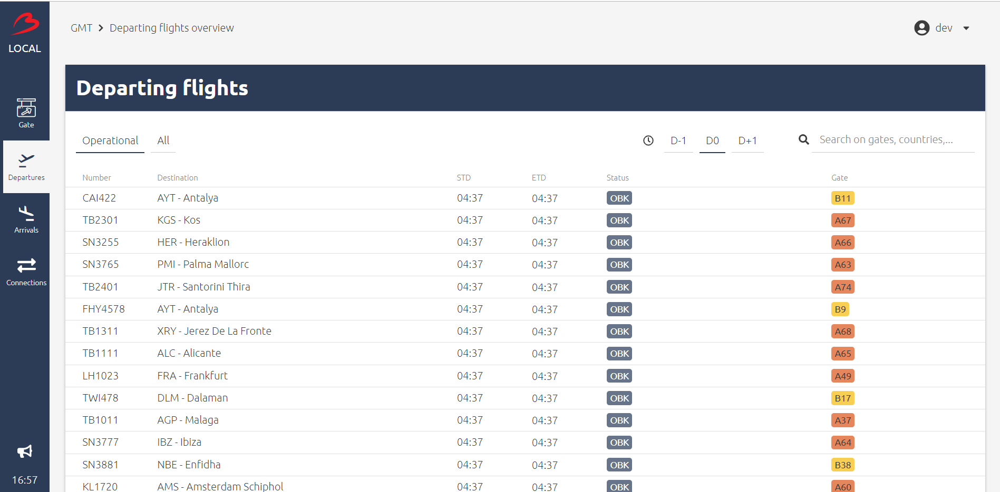 LOCAL
GMT Departing flights overview
dev
Departing flights
Gate
Departures
Arrivals
Connections
16:57
Operational All D-1 D0 D+1 Search on gates, countries,...
Number Destination STD ETD Status Gate
CAI422 AYT - Antalya 04:37 04:37 OBK B11
TB2301 KGS - Kos 04:37 04:37 OBK A67
SN3255 HER - Heraklion 04:37 04:37 OBK A66
SN3765 PMI - Palma Mallorc 04:37 04:37 OBK A63
TB2401 JTR - Santorini Thira 04:37 04:37 OBK A74
FHY4578 AYT - Antalya 04:37 04:37 OBK B9
TB1311 XRY - Jerez De La Fronte 04:37 04:37 OBK A68
TB1111 ALC - Alicante 04:37 04:37 OBK A65
LH1023 FRA - Frankfurt 04:37 04:37 OBK A49
TWI478 DLM - Dalaman 04:37 04:37 OBK B17
TB1011 AGP - Malaga 04:37 04:37 OBK A37
SN3777 IBZ - Ibiza 04:37 04:37 OBK A64
SN3881 NBE - Enfidha 04:37 04:37 OBK B38
KL1720 AMS - Amsterdam Schiphol 04:37 04:37 OBK A60